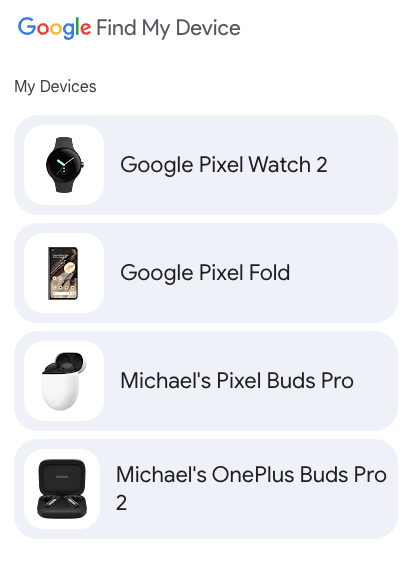 Google Find My Device
My Devices
Google Pixel Watch 2
Google Pixel Fold
Michael's Pixel Buds Pro
Michael's OnePlus Buds Pro
2